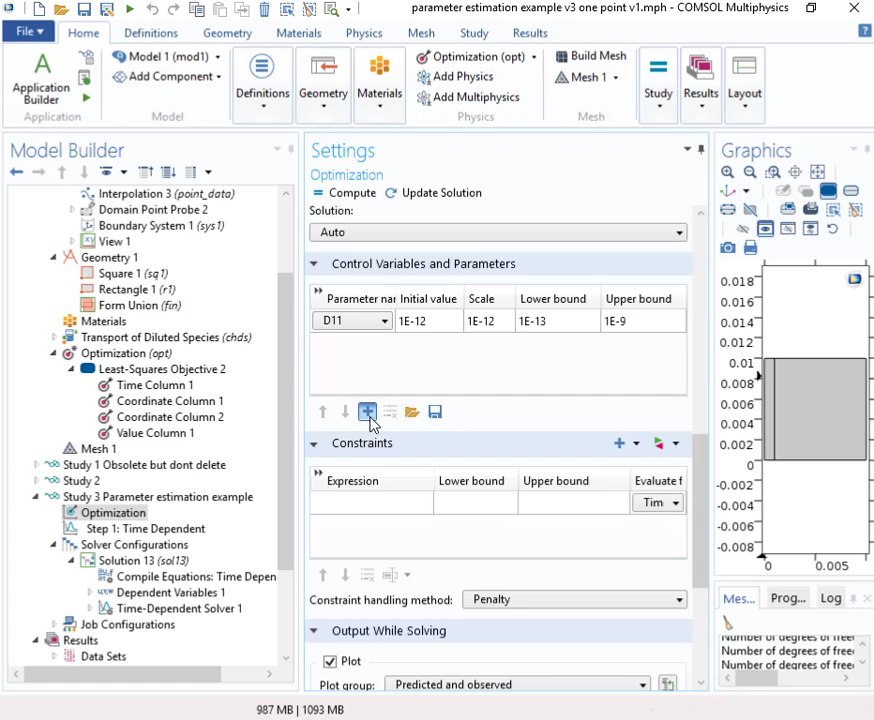 parameter estimation example v3 one point v1.mph - COMSOL Multiphysics
File
Home
Definitions
Geometry
Materials
Physics
Mesh
Study
Results
A
Application
Builder
Application
Model 1 (mod1)
Add Component
Model
Definitions
Geometry
Materials
Optimization (opt)
Add Physics
Add Multiphysics
Physics
Build Mesh
Mesh 1
Mesh
Study
Results
Layout
Model Builder
Interpolation 3 (point_data)
Domain Point Probe 2
Boundary System 1 (sys1)
View 1
Geometry 1
Square 1 (sq1)
Rectangle 1 (r1)
Form Union (fin)
Materials
Transport of Diluted Species (chds)
Optimization (opt)
Least-Squares Objective 2
Time Column 1
Coordinate Column 1
Coordinate Column 2
Value Column 1
Mesh 1
Study 1 Obsolete but dont delete
Study 2
Study 3 Parameter estimation example
Optimization
Step 1: Time Dependent
Solver Configurations
Solution 13 (sol13)
Compile Equations: Time Depen
Dependent Variables 1
Time-Dependent Solver 1
Job Configurations
Results
Data Sets
Settings
Optimization
Compute
Update Solution
Solution:
Auto
Control Variables and Parameters
Parameter nar
Initial value
Scale
Lower bound
Upper bound
D11
1E-12
1E-12
1E-13
1E-9
Constraints
Expression
Lower bound
Upper bound
Evaluate f
Tim
Constraint handling method:
Penalty
Output While Solving
Plot
Plot group:
Predicted and observed
Graphics
0.018
0.016
0.014
0.012
0.01
0.008
0.006
0.004
0.002
0
-0.002
-0.004
-0.006
-0.008
0
0.005
Mes...
Prog...
Log
Number of degrees of free
Number of degrees of free
Number of degrees of free
987 MB | 1093 MB